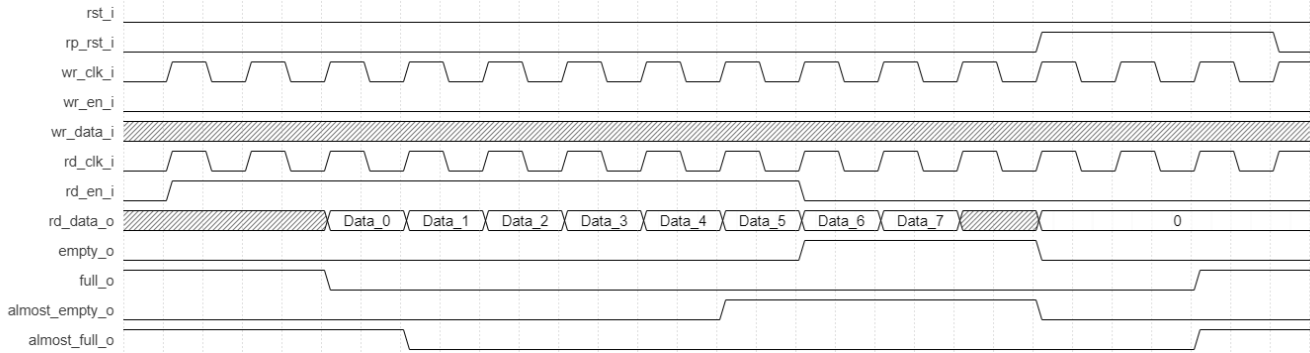 rst_i
rp_rst_i
wr_clk_i
wr_en_i
wr_data_i
rd_clk_i
rd_en_i
rd_data_o Data_0 Data_1 Data_2 Data_3 Data_4 Data_5 Data_6 Data_7 0
empty_o
full_o
almost_empty_o
almost_full_o